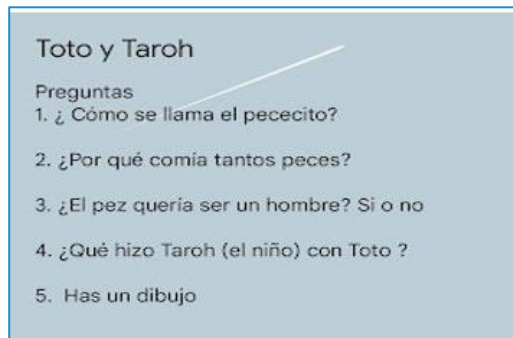 Toto y Taroh
Preguntas
1. ¿ Cómo se llama el pececito?
2. ¿Por qué comía tantos peces?
3. ¿El pez quería ser un hombre? Si o no
4. ¿Qué hizo Taroh (el niño) con Toto ?
5. Has un dibujo